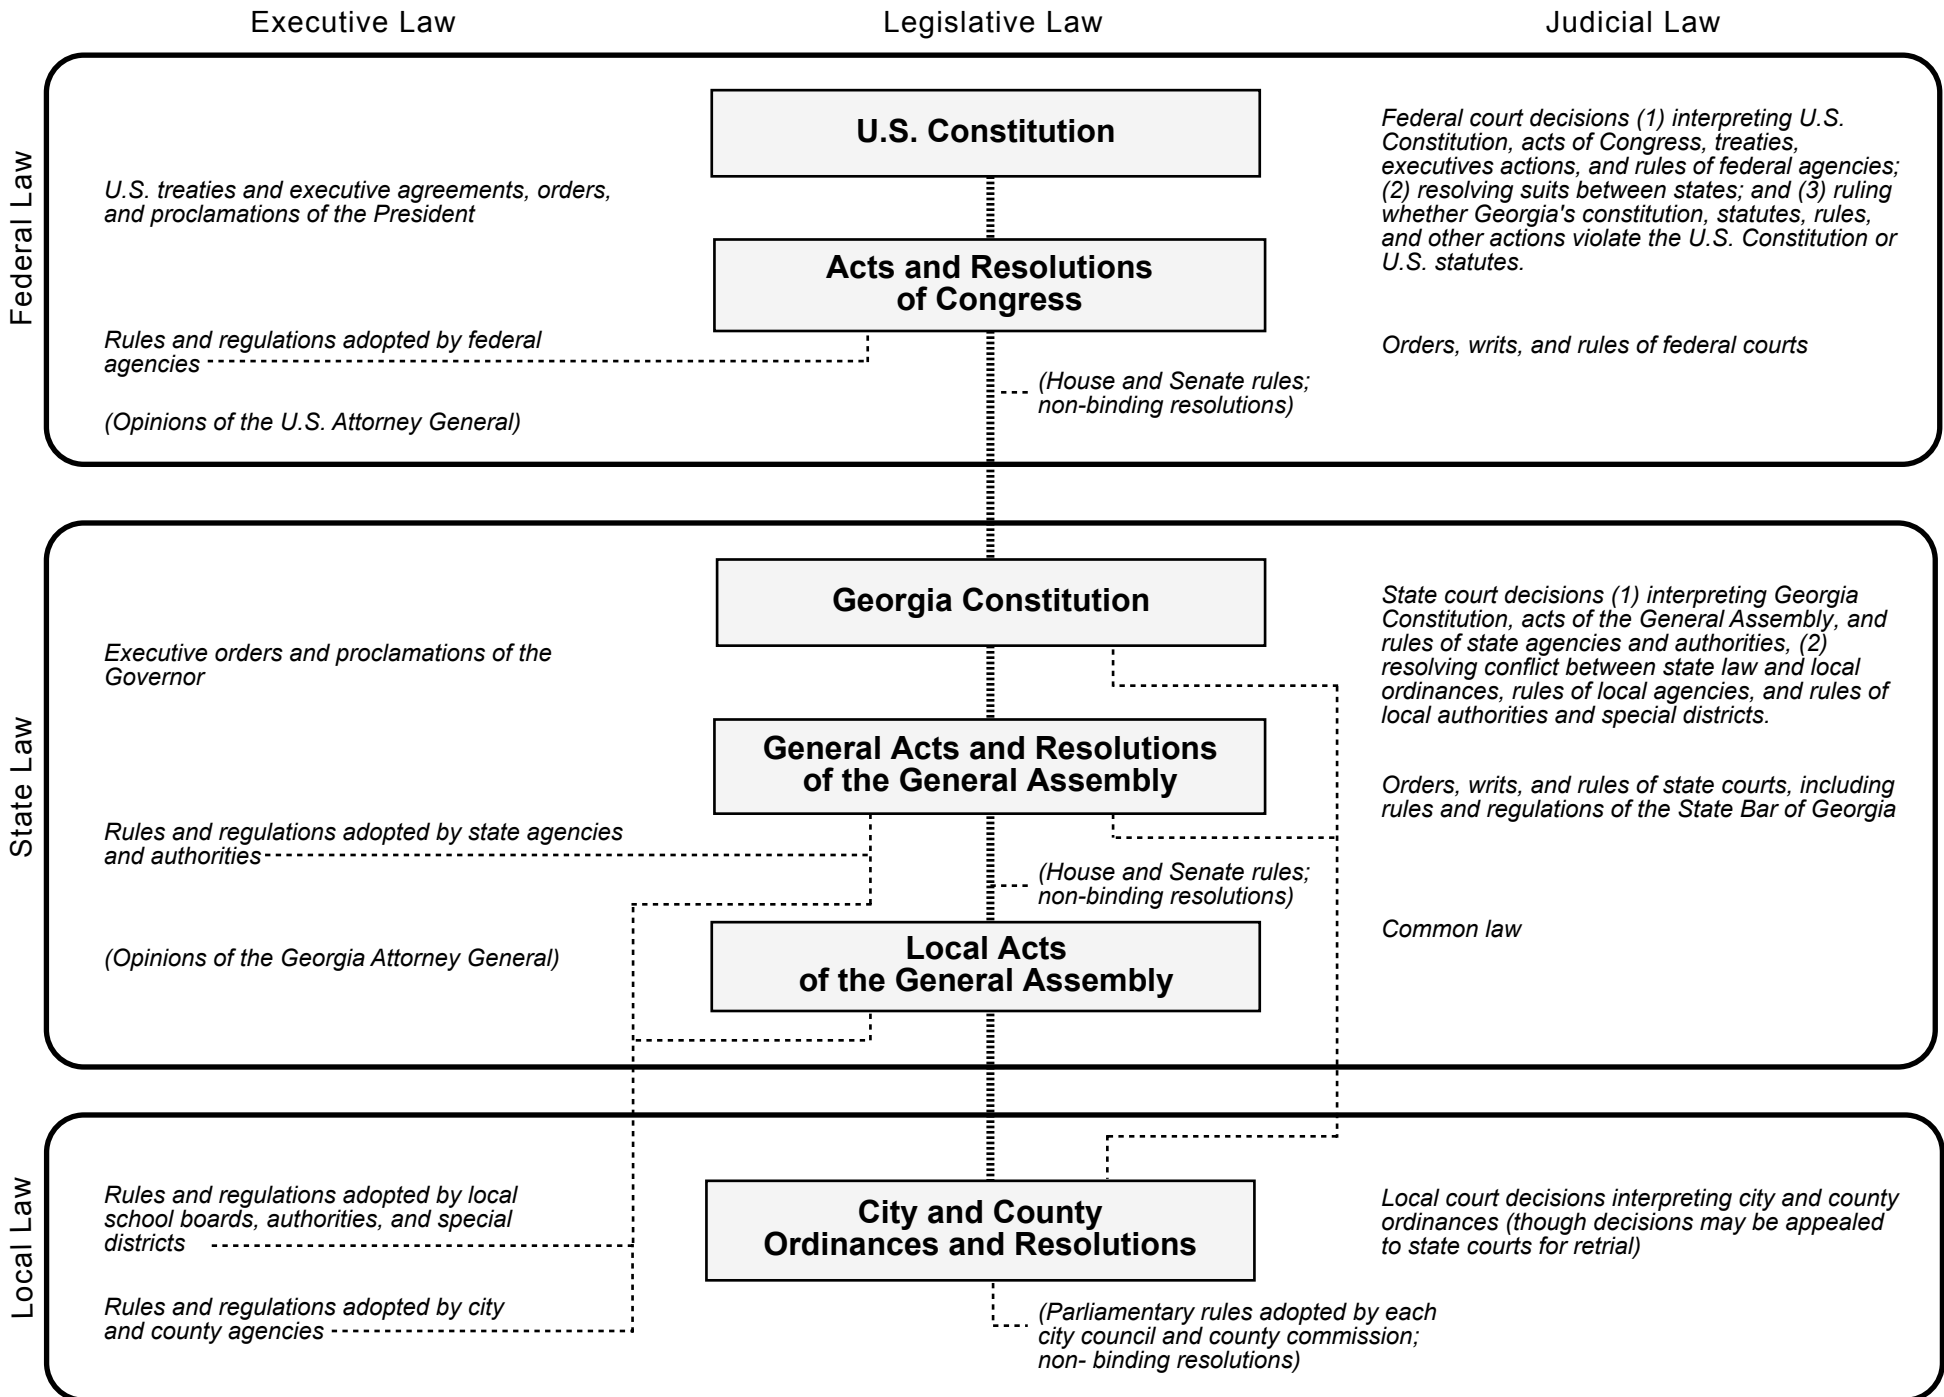 Executive Law
Legislative Law
Judicial Law
Federal Law
U.S. treaties and executive agreements, orders,
and proclamations of the President
Rules and regulations adopted by federal
agencies
(Opinions of the U.S. Attorney General)
U.S. Constitution
Acts and Resolutions
of Congress
(House and Senate rules;
non-binding resolutions)
Federal court decisions (1) interpreting U.S.
Constitution, acts of Congress, treaties,
executives actions, and rules of federal agencies;
(2) resolving suits between states; and (3) ruling
whether Georgia's constitution, statutes, rules,
and other actions violate the U.S. Constitution or
U.S. statutes.
Orders, writs, and rules of federal courts
State Law
Executive orders and proclamations of the
Governor
Rules and regulations adopted by state agencies
and authorities
(Opinions of the Georgia Attorney General)
Georgia Constitution
General Acts and Resolutions
of the General Assembly
(House and Senate rules;
non-binding resolutions)
Local Acts
of the General Assembly
State court decisions (1) interpreting Georgia
Constitution, acts of the General Assembly, and
rules of state agencies and authorities, (2)
resolving conflict between state law and local
ordinances, rules of local agencies, and rules of
local authorities and special districts.
Orders, writs, and rules of state courts, including
rules and regulations of the State Bar of Georgia
Common law
Local Law
Rules and regulations adopted by local
school boards, authorities, and special
districts
Rules and regulations adopted by city
and county agencies
City and County
Ordinances and Resolutions
(Parliamentary rules adopted by each
city council and county commission;
non- binding resolutions)
Local court decisions interpreting city and county
ordinances (though decisions may be appealed
to state courts for retrial)